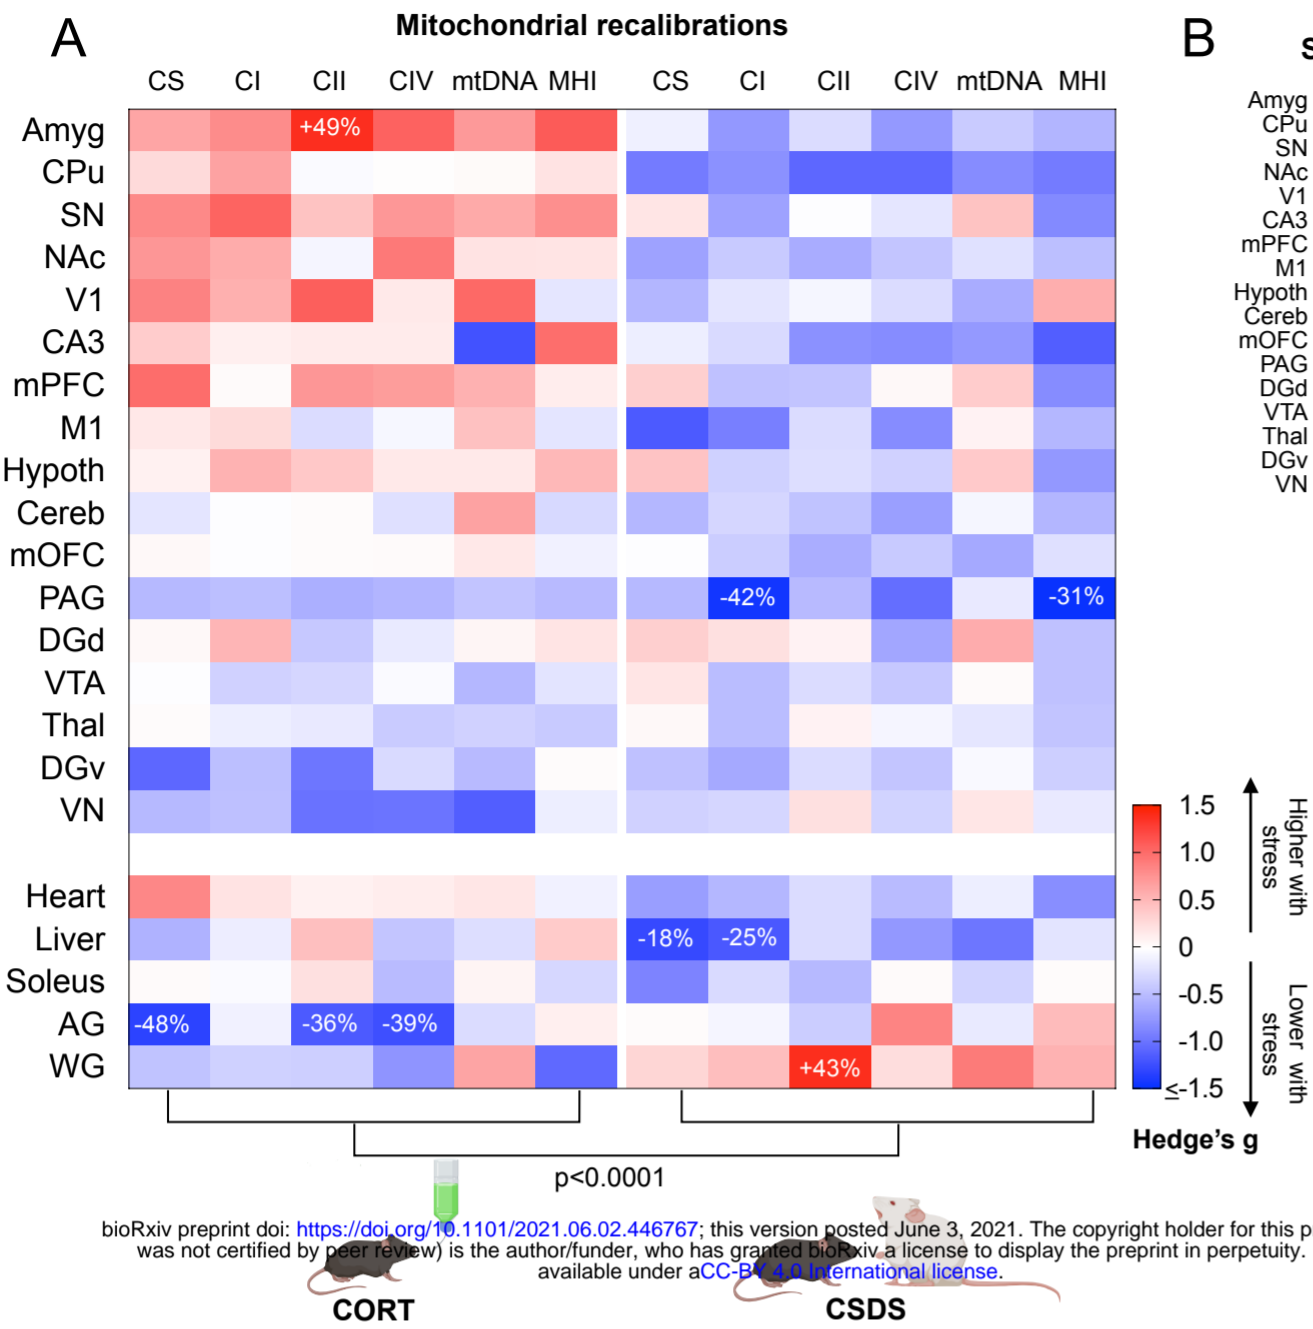 A
Mitochondrial recalibrations
B
CS CI CII CIV mtDNA MHI CS CI CII CIV mtDNA MHI
Amyg
CPu
SN
NAc
V1
CA3
mPFC
M1
Hypoth
Cereb
mOFC
PAG
DGd
VTA
Thal
DGv
VN
Heart
Liver
Soleus
AG
WG
+49%
-42% -31%
-18% -25%
-48% -36% -39%
+43%
Amyg
CPu
SN
NAc
V1
CA3
mPFC
M1
Hypoth
Cereb
mOFC
PAG
DGd
VTA
Thal
DGv
VN
1.5
1.0
0.5
0
-0.5
-1.0
≤-1.5
Higher with
stress
Lower with
stress
Hedge's g
p<0.0001
bioRxiv preprint doi: https://doi.org/10.1101/2021.06.02.446767; this version posted June 3, 2021. The copyright holder for this
was not certified by peer review) is the author/funder, who has granted bioRxiv a license to display the preprint in perpetuity.
available under aCC-BY 4.0 International license.
CORT CSDS